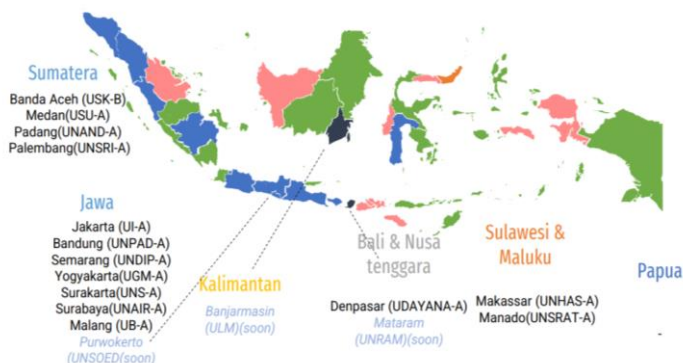 Sumatera
Banda Aceh (USK-B)
Medan(USU-A)
Padang(UNAND-A)
Palembang(UNSRI-A)
Jawa
Jakarta (UI-A)
Bandung (UNPAD-A)
Semarang (UNDIP-A)
Yogyakarta(UGM-A)
Surakarta(UNS-A)
Surabaya(UNAIR-A)
Malang (UB-A)
Purwokerto
(UNSOED)(soon)
Kalimantan
Banjarmasin
(ULM)(soon)
Bali & Nusa
tenggara
Denpasar (UDAYANA-A)
Mataram
(UNRAM)(soon)
Sulawesi &
Maluku
Makassar (UNHAS-A)
Manado(UNSRAT-A)
Papua